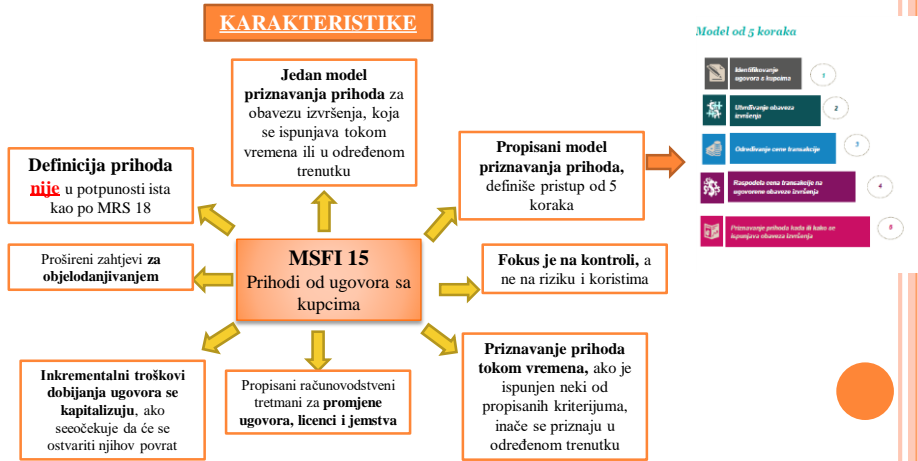 KARAKTERISTIKE
Jedan model
priznavanja prihoda za
obavezu izvršenja, koja
se ispunjava tokom
vremena ili u određenom
trenutku
Definicija prihoda
nije u potpunosti ista
kao po MRS 18
Propisani model
priznavanja prihoda,
definiše pristup od 5
koraka
Prošireni zahtjevi za
objelodanjivanjem
MSFI 15
Prihodi od ugovora sa
kupcima
Fokus je na kontroli, a
ne na riziku i koristima
Inkrementalni troškovi
dobijanja ugovora se
kapitalizuju, ako
seeočekuje da će se
ostvariti njihov povrat
Propisani računovodstveni
tretmani za promjene
ugovora, licenci i jemstva
Priznavanje prihoda
tokom vremena, ako je
ispunjen neki od
propisanih kriterijuma,
inače se priznaju u
određenom trenutku
Model od 5 koraka
Identifikovanje
ugovora s kupcima
1
Utvrđivanje obaveza
izvršenja
2
Određivanje cene transakcije
3
Raspodela cena transakcije na
ugovorene obaveze izvršenja
4
Priznavanje prihoda kada ili kako se
ispunjava obaveza izvršenja
5